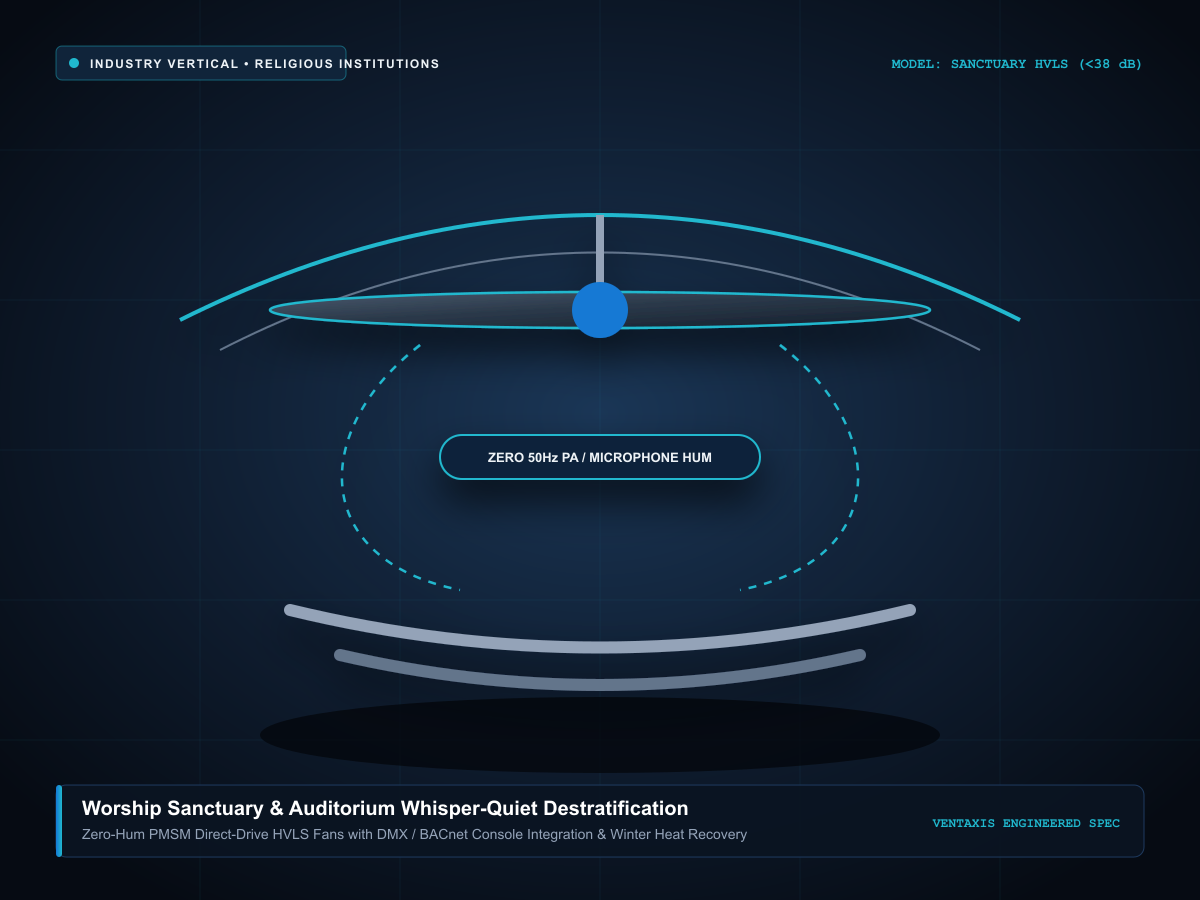 INDUSTRY VERTICAL • RELIGIOUS INSTITUTIONS
MODEL: SANCTUARY HVLS (<38 dB)
ZERO 50Hz PA / MICROPHONE HUM
Worship Sanctuary & Auditorium Whisper-Quiet Destratification
Zero-Hum PMSM Direct-Drive HVLS Fans with DMX / BACnet Console Integration & Winter Heat Recovery
VENTAXIS ENGINEERED SPEC